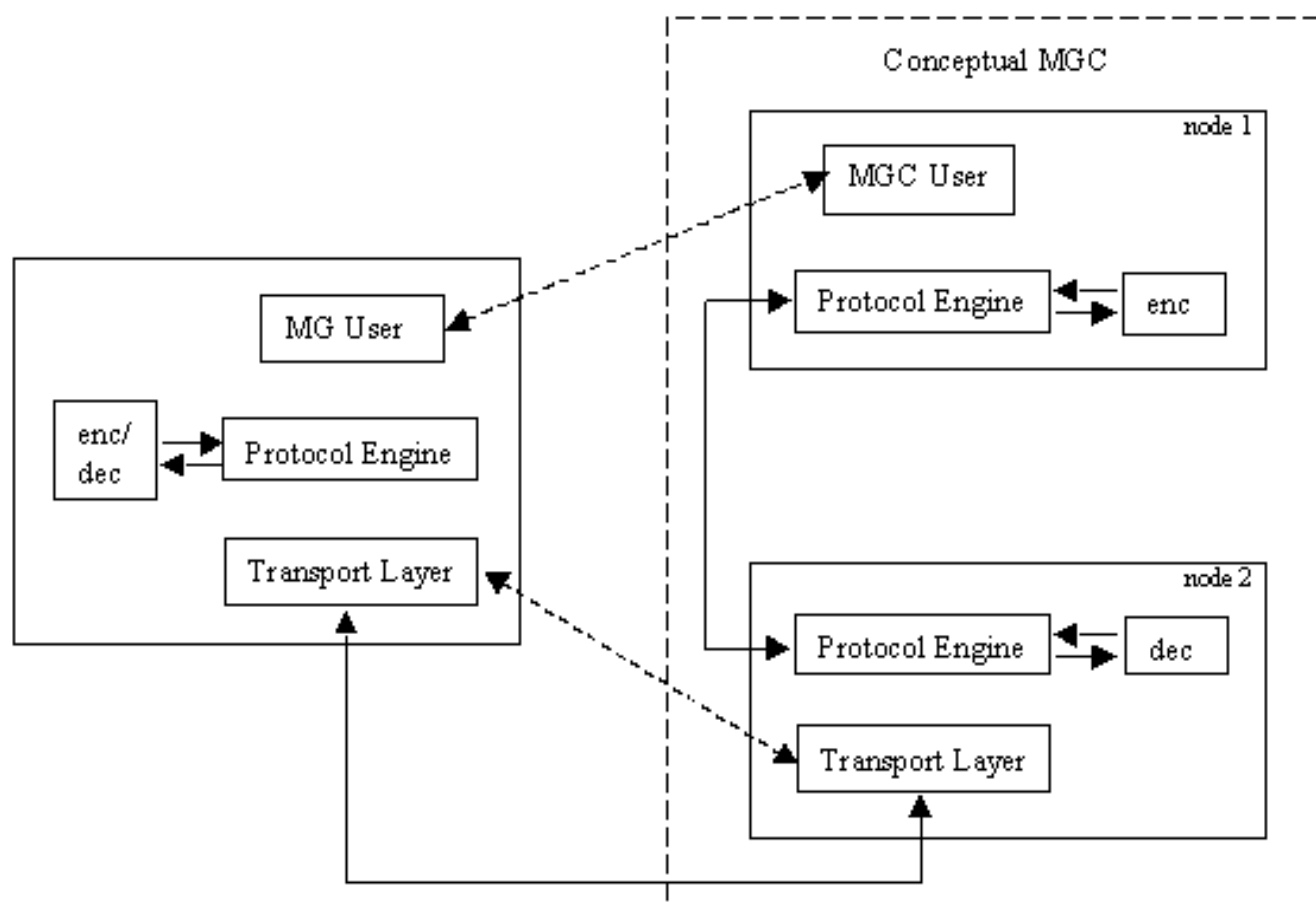 Conceptual MGC
node 1
MGC User
Protocol Engine
enc
MG User
enc/
dec
Protocol Engine
Transport Layer
node 2
Protocol Engine
dec
Transport Layer